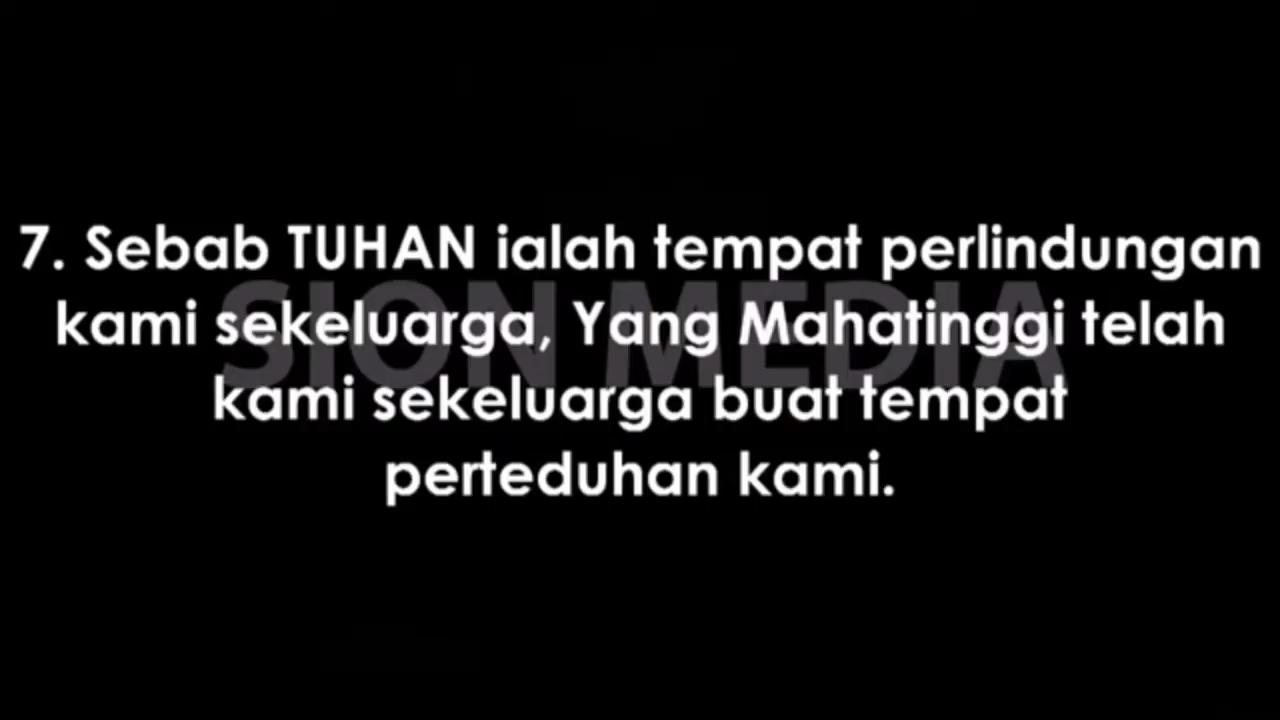 7. Sebab TUHAN ialah tempat perlindungan
kami sekeluarga, Yang Mahatinggi telah
SION MEDIA
kami sekeluarga buat tempat
perteduhan kami.